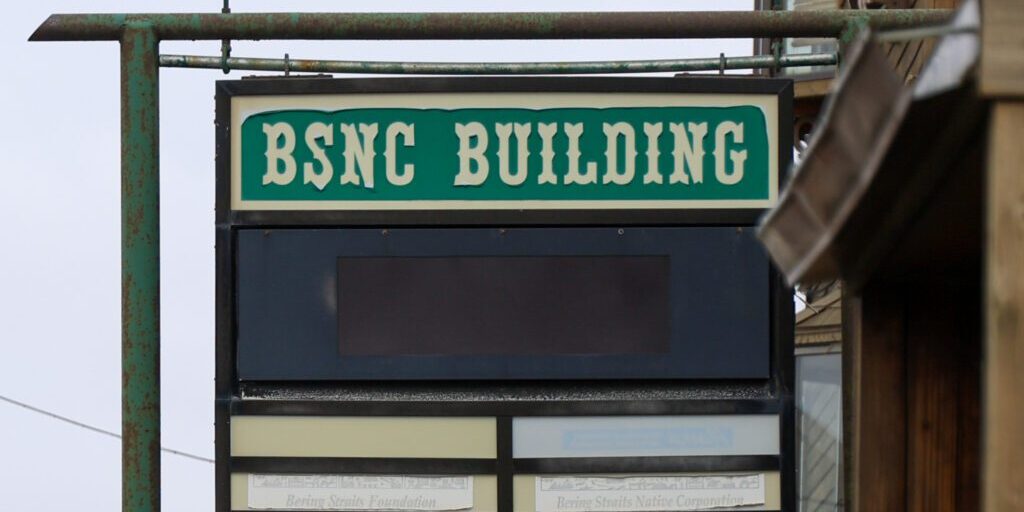 BSNC BUILDING
Bering Straits Foundation
Bering Straits Native Corporation